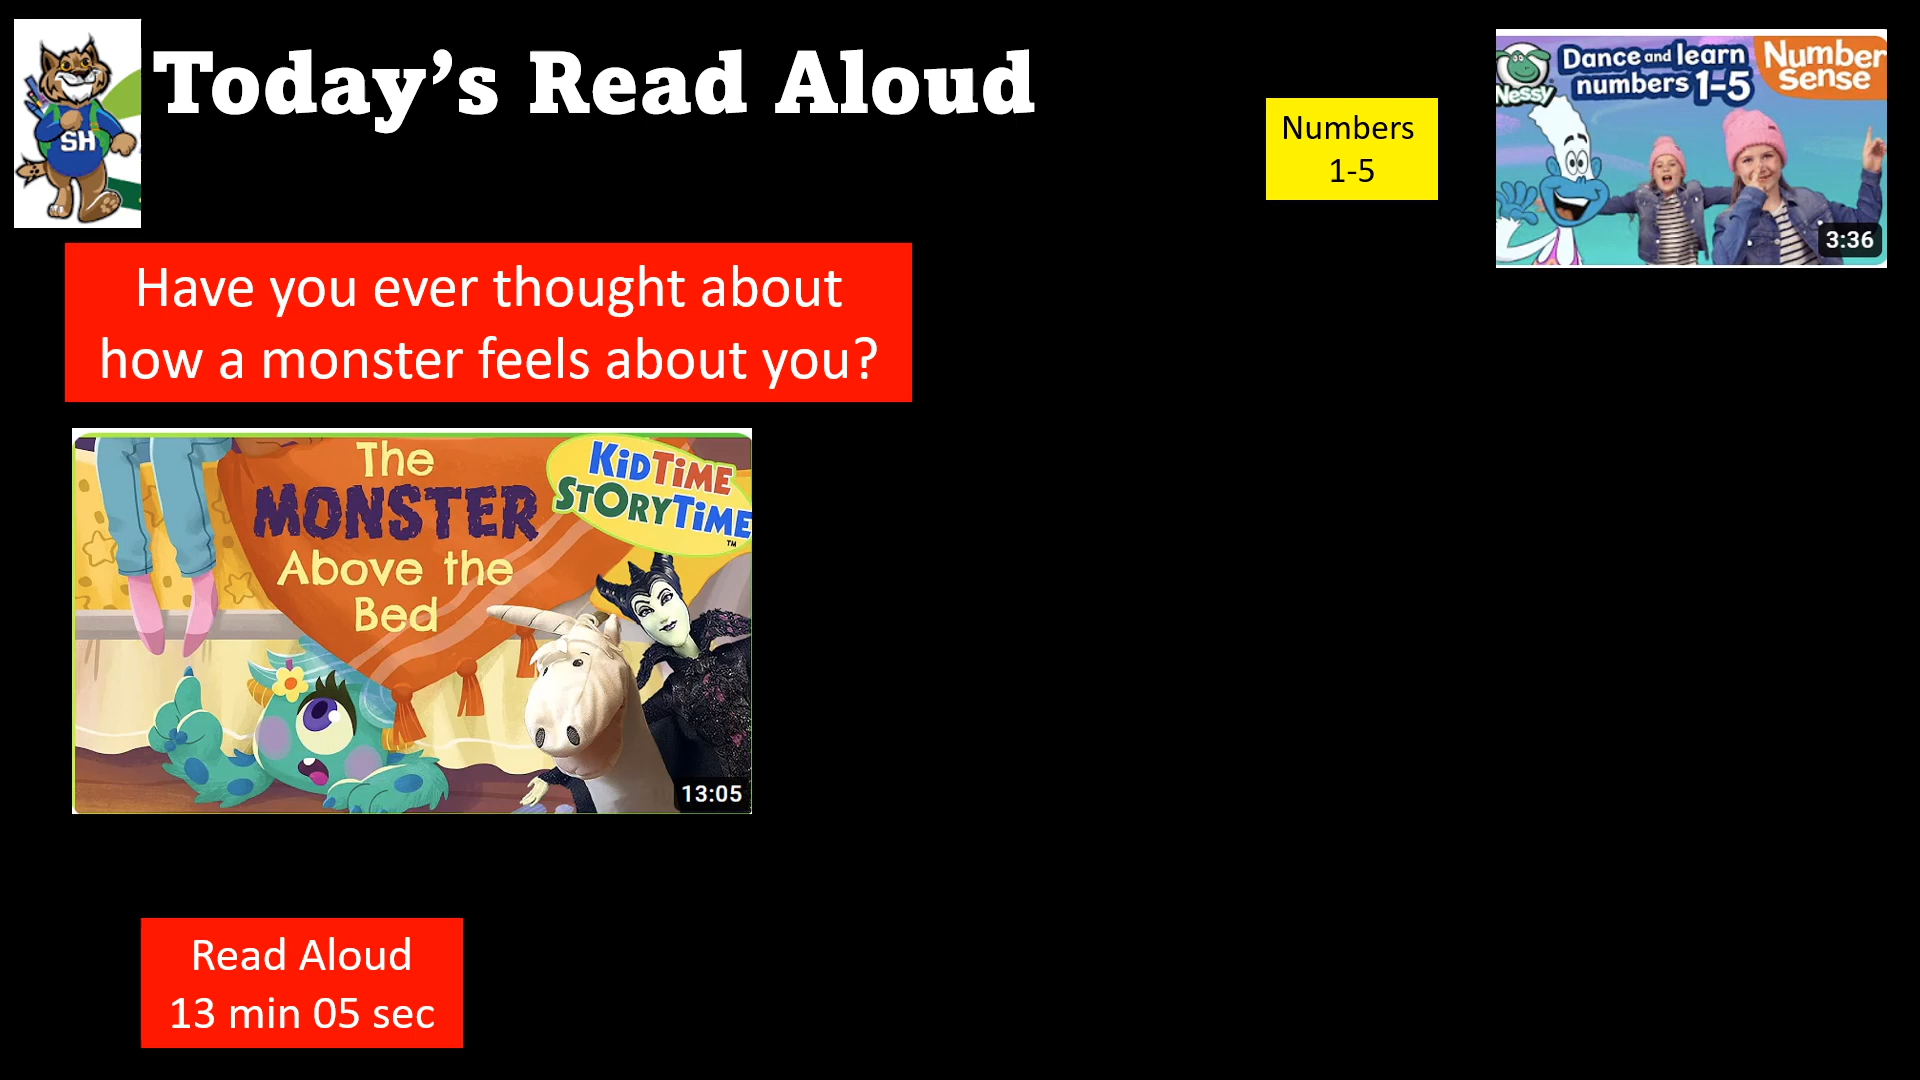 SH
Today's Read Aloud
Numbers
1-5
Nessy
Dance and learn
numbers 1-5
Number
Sense
3:36
Have you ever thought about
how a monster feels about you?
The
MONSTER
Above the
Bed
KiDTiME
STORYTiME
TM
13:05
Read Aloud
13 min 05 sec